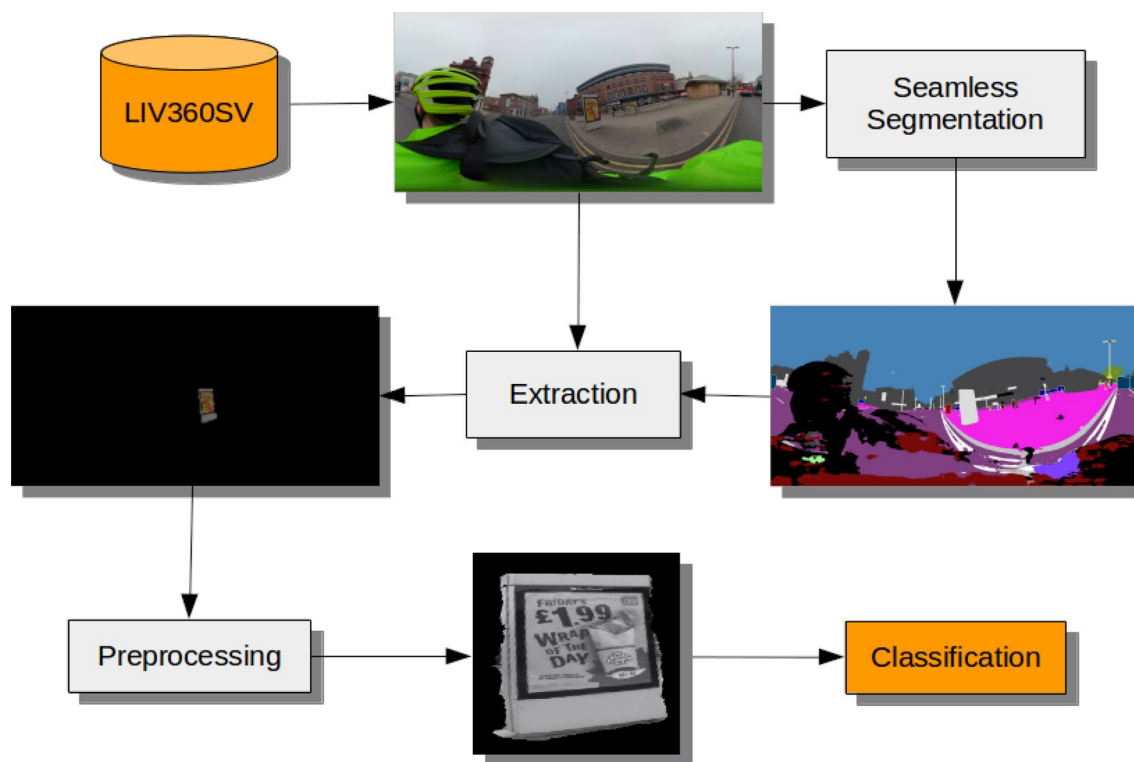 LIV360SV
Seamless
Segmentation
Extraction
Preprocessing
FRIDAY'S
£1.99
WRAP
OF THE
DAY
Classification